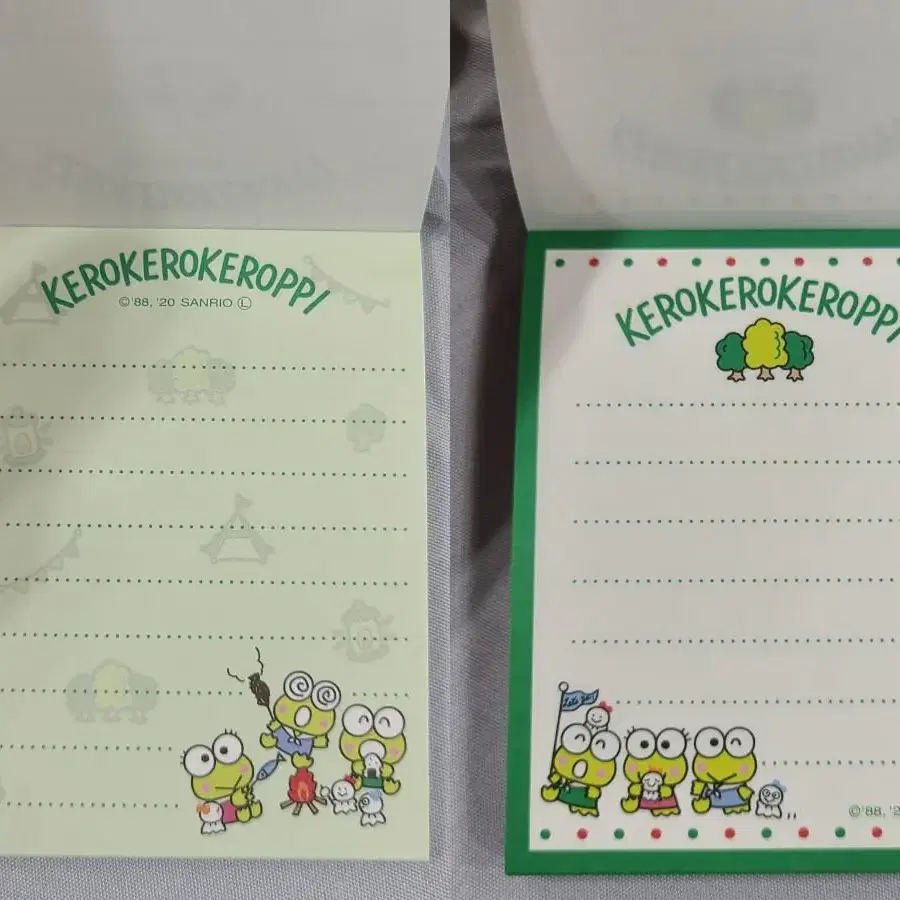 KEROKEROKEROPPI
©'88, '20 SANRIO Ⓛ
KEROKEROKEROPPI
©'88, '2